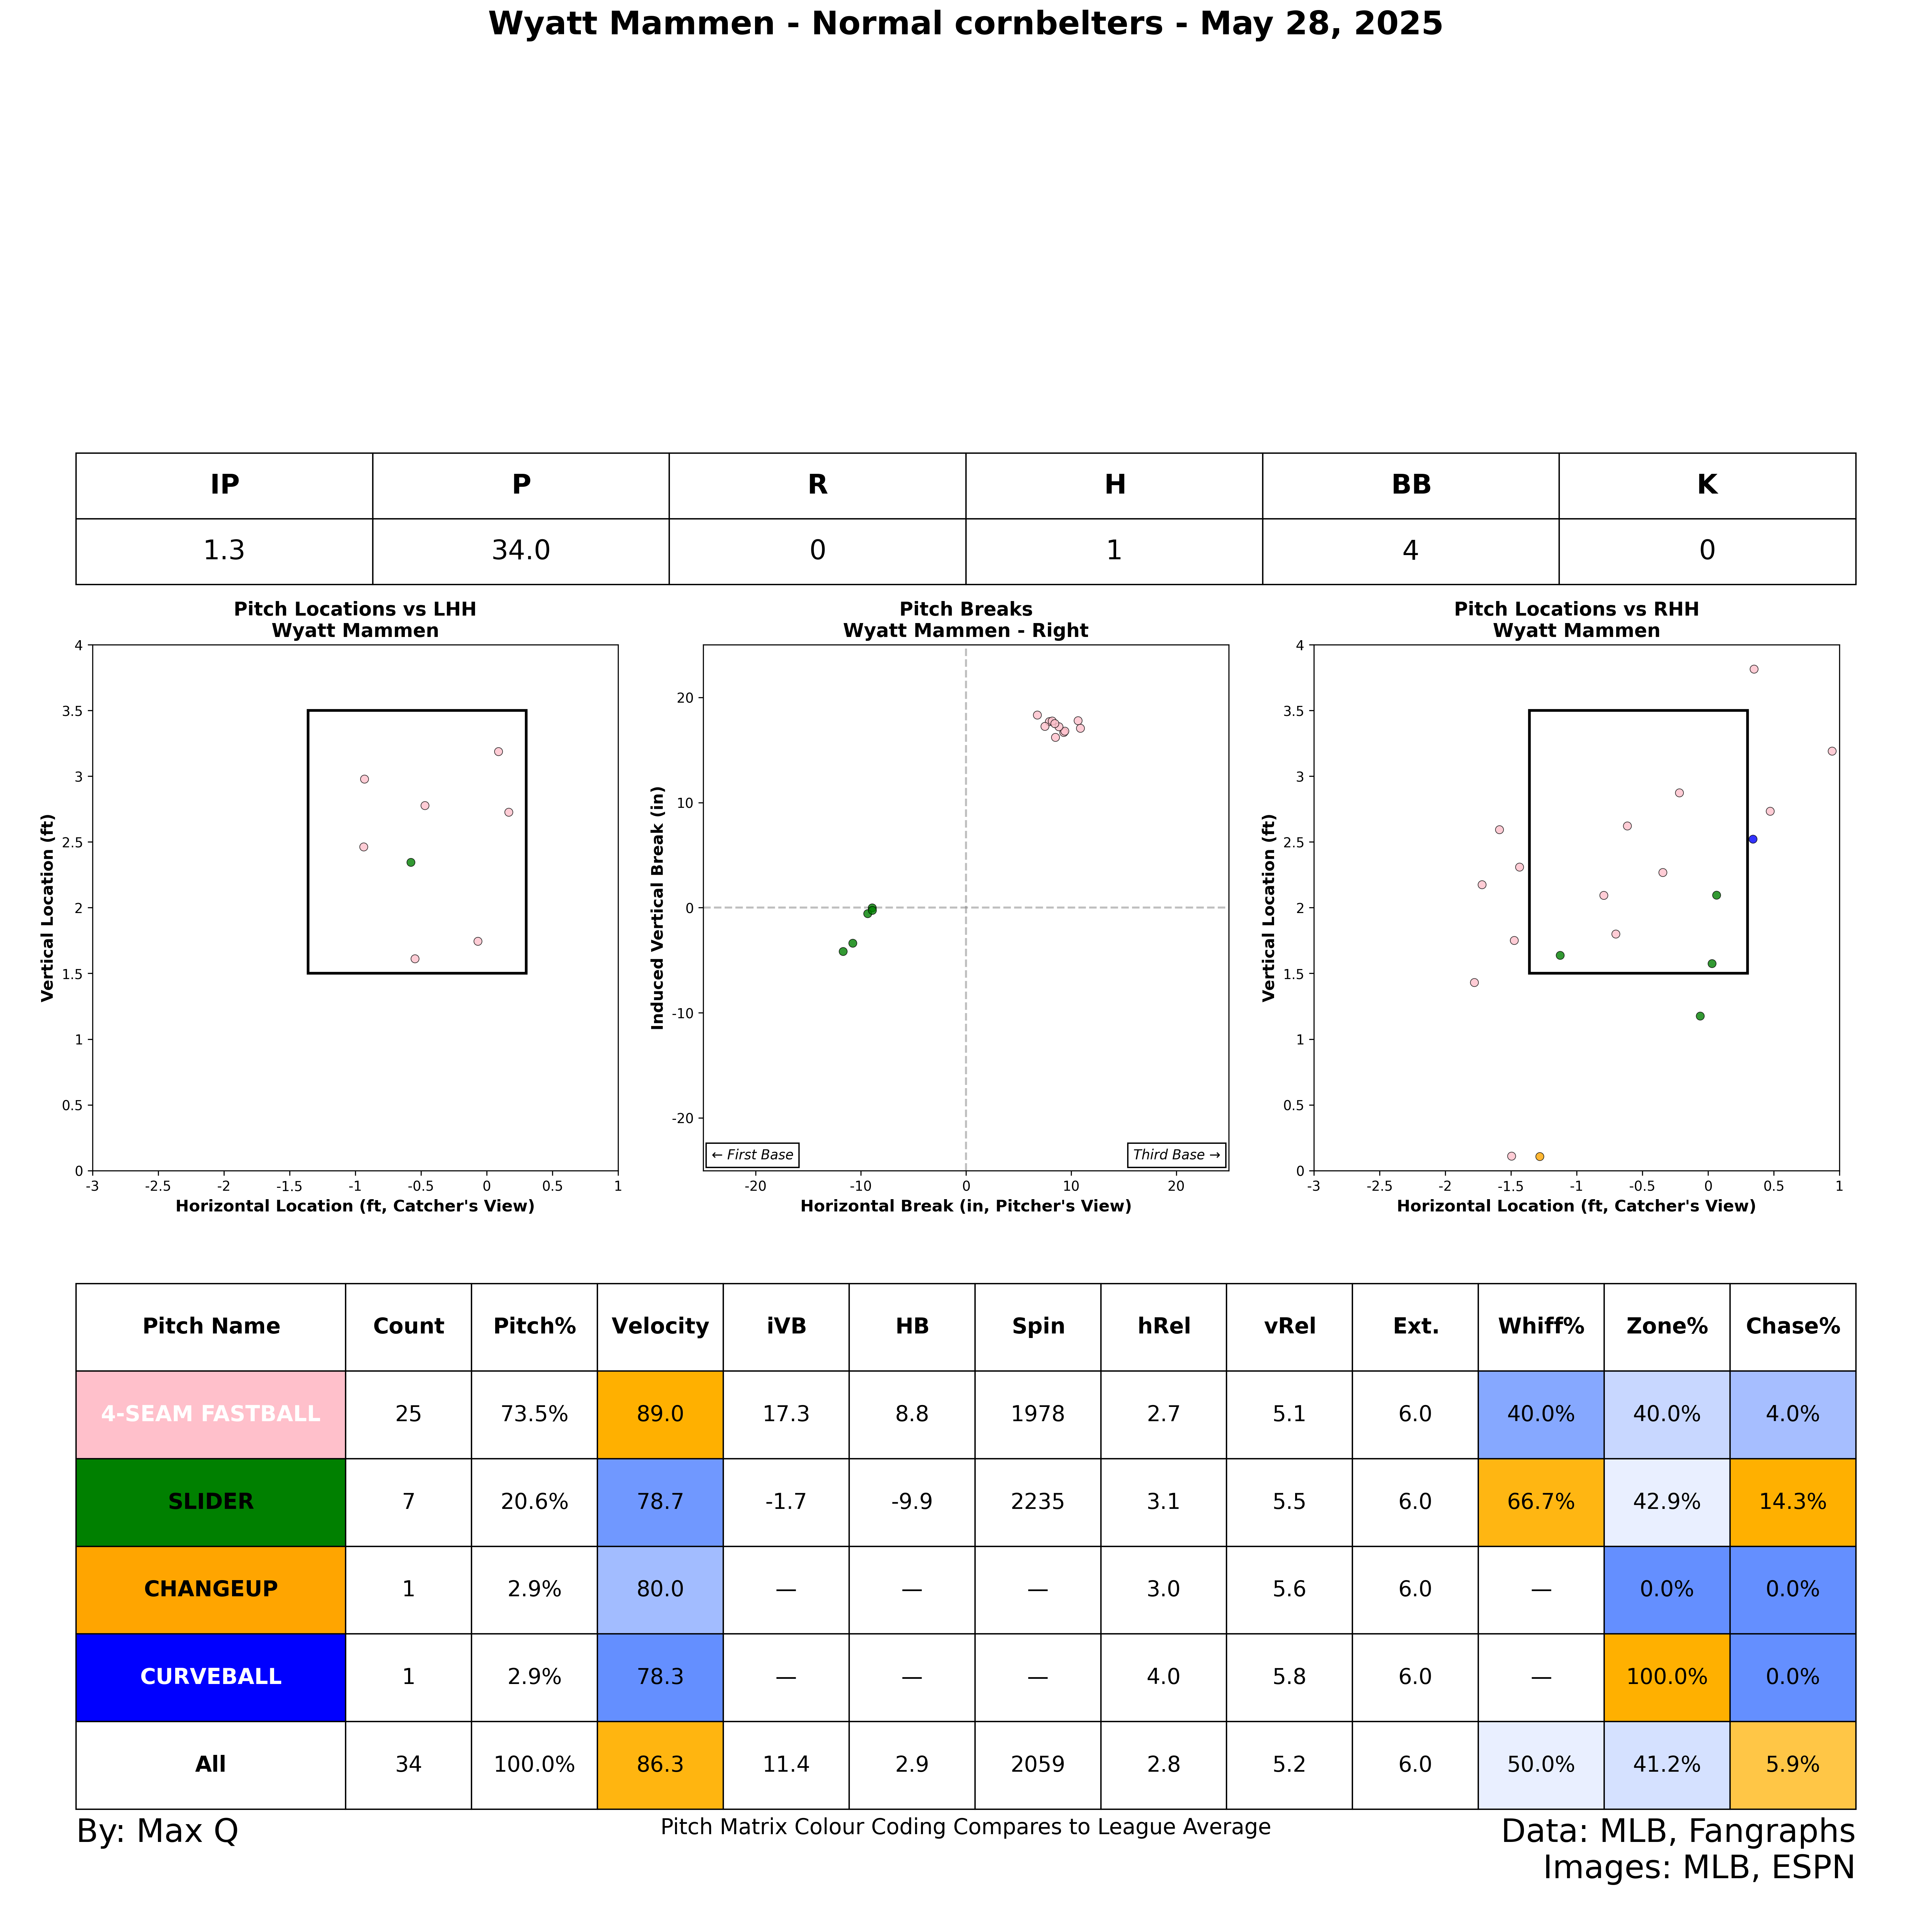 Wyatt Mammen - Normal cornbelters - May 28, 2025
IP P R H BB K
1.3 34.0 0 1 4 0
Pitch Locations vs LHH
Wyatt Mammen
4
3.5
3
2.5
2
1.5
1
0.5
0
Vertical Location (ft)
-3 -2.5 -2 -1.5 -1 -0.5 0 0.5 1
Horizontal Location (ft, Catcher's View)
Pitch Breaks
Wyatt Mammen - Right
20
10
0
-10
-20
Induced Vertical Break (in)
← First Base
Third Base →
-20 -10 0 10 20
Horizontal Break (in, Pitcher's View)
Pitch Locations vs RHH
Wyatt Mammen
4
3.5
3
2.5
2
1.5
1
0.5
0
Vertical Location (ft)
-3 -2.5 -2 -1.5 -1 -0.5 0 0.5 1
Horizontal Location (ft, Catcher's View)
Pitch Name Count Pitch% Velocity iVB HB Spin hRel vRel Ext. Whiff% Zone% Chase%
4-SEAM FASTBALL 25 73.5% 89.0 17.3 8.8 1978 2.7 5.1 6.0 40.0% 40.0% 4.0%
SLIDER 7 20.6% 78.7 -1.7 -9.9 2235 3.1 5.5 6.0 66.7% 42.9% 14.3%
CHANGEUP 1 2.9% 80.0 — — — 3.0 5.6 6.0 — 0.0% 0.0%
CURVEBALL 1 2.9% 78.3 — — — 4.0 5.8 6.0 — 100.0% 0.0%
All 34 100.0% 86.3 11.4 2.9 2059 2.8 5.2 6.0 50.0% 41.2% 5.9%
By: Max Q
Pitch Matrix Colour Coding Compares to League Average
Data: MLB, Fangraphs
Images: MLB, ESPN